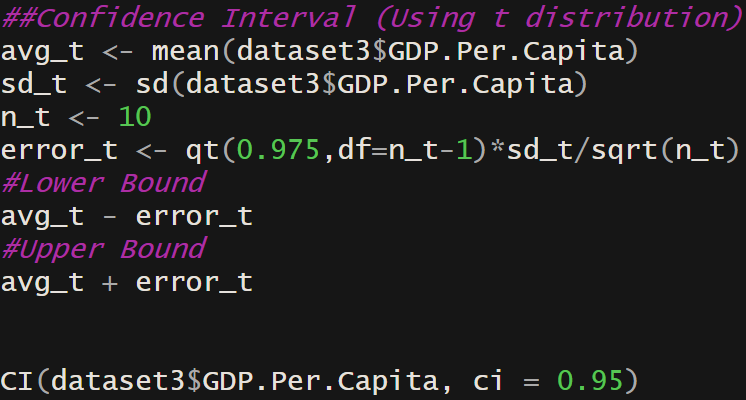 ##Confidence Interval (Using t distribution)
avg_t <- mean(dataset3$GDP.Per.Capita)
sd_t <- sd(dataset3$GDP.Per.Capita)
n_t <- 10
error_t <- qt(0.975,df=n_t-1)*sd_t/sqrt(n_t)
#Lower Bound
avg_t - error_t
#Upper Bound
avg_t + error_t
CI(dataset3$GDP.Per.Capita, ci = 0.95)